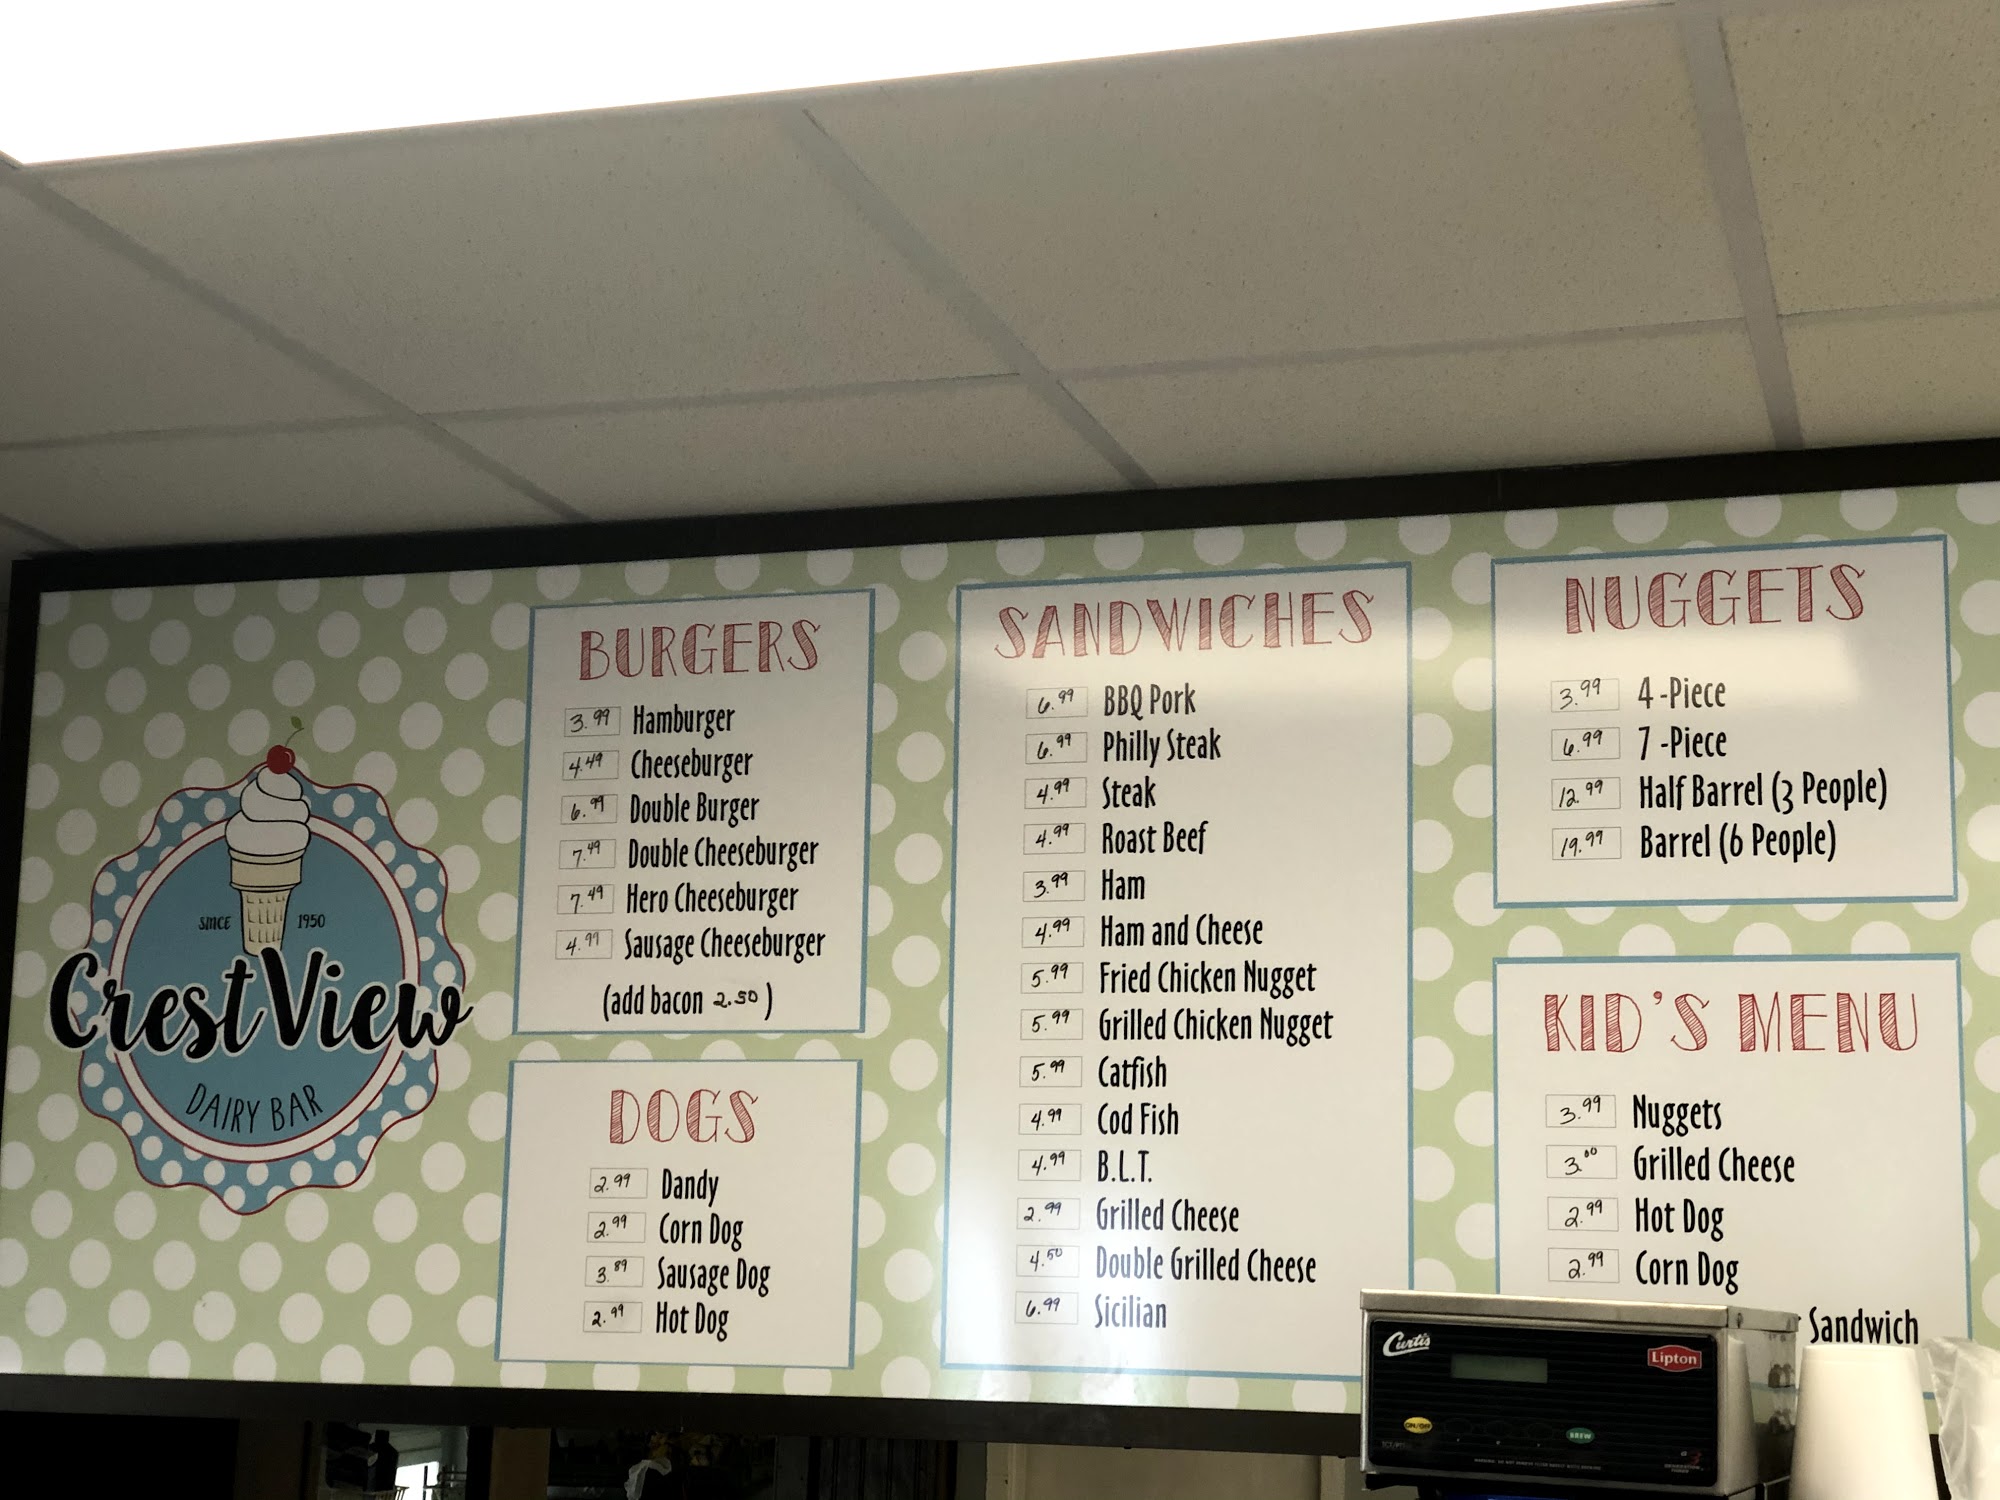 SINCE 1950
CrestView
DAIRY BAR
BURGERS
3.99 Hamburger
4.49 Cheeseburger
6.99 Double Burger
7.49 Double Cheeseburger
7.49 Hero Cheeseburger
4.99 Sausage Cheeseburger
(add bacon 2.50)
DOGS
2.99 Dandy
2.99 Corn Dog
3.89 Sausage Dog
2.99 Hot Dog
SANDWICHES
6.99 BBQ Pork
6.99 Philly Steak
4.99 Steak
4.99 Roast Beef
3.99 Ham
4.99 Ham and Cheese
5.99 Fried Chicken Nugget
5.99 Grilled Chicken Nugget
5.99 Catfish
4.99 Cod Fish
4.99 B.L.T.
2.99 Grilled Cheese
4.50 Double Grilled Cheese
6.99 Sicilian
NUGGETS
3.99 4 -Piece
6.99 7 -Piece
12.99 Half Barrel (3 People)
19.99 Barrel (6 People)
KID'S MENU
3.99 Nuggets
3.00 Grilled Cheese
2.99 Hot Dog
2.99 Corn Dog
Sandwich
Curtis
Lipton
ON/OFF
BREW